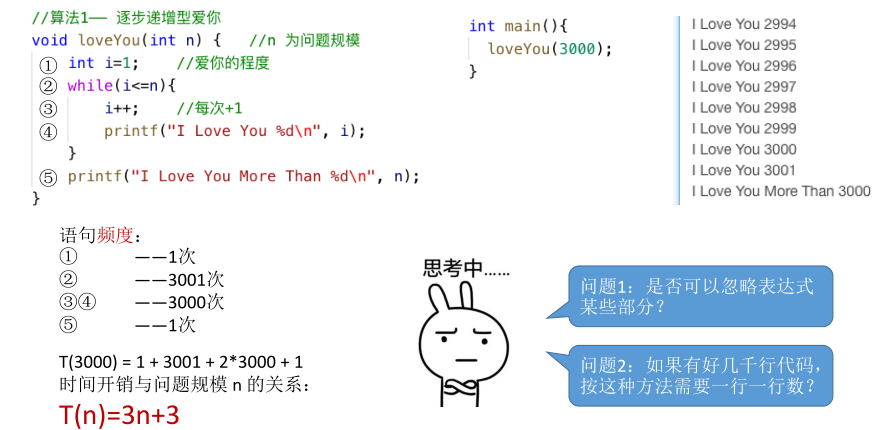 //算法1—— 逐步递增型爱你
void loveYou(int n) { //n 为问题规模
① int i=1; //爱你的程度
② while(i<=n){
③ i++; //每次+1
④ printf("I Love You %d\n", i);
}
⑤ printf("I Love You More Than %d\n", n);
}
int main(){
loveYou(3000);
}
I Love You 2994
I Love You 2995
I Love You 2996
I Love You 2997
I Love You 2998
I Love You 2999
I Love You 3000
I Love You 3001
I Love You More Than 3000
语句频度：
① ——1次
② ——3001次
③④ ——3000次
⑤ ——1次
T(3000) = 1 + 3001 + 2*3000 + 1
时间开销与问题规模 n 的关系：
T(n)=3n+3
思考中……
问题1：是否可以忽略表达式
某些部分？
问题2：如果有好几千行代码，
按这种方法需要一行一行数？